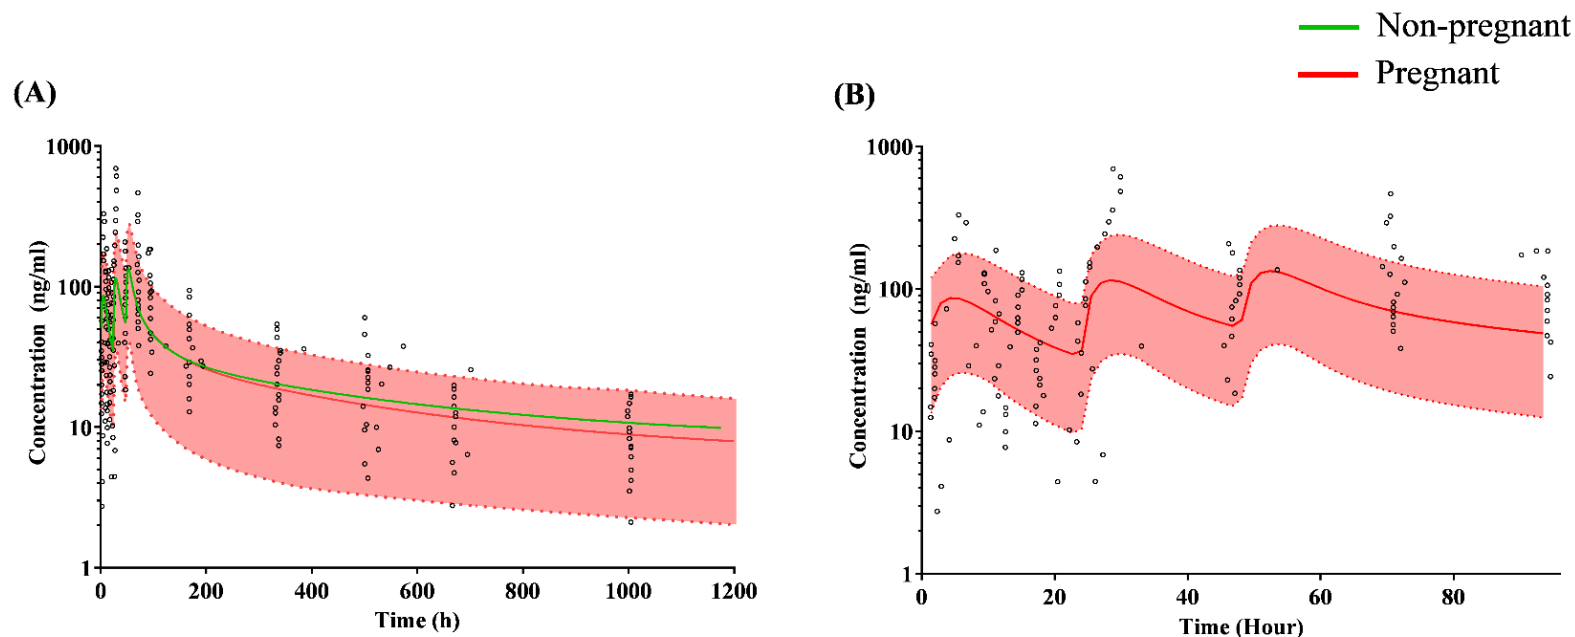 Non-pregnant
Pregnant
(A)
(B)
Concentration (ng/ml)
1000
100
10
1
0
200
400
600
800
1000
1200
Time (h)
Concentration (ng/ml)
1000
100
10
1
0
20
40
60
80
Time (Hour)